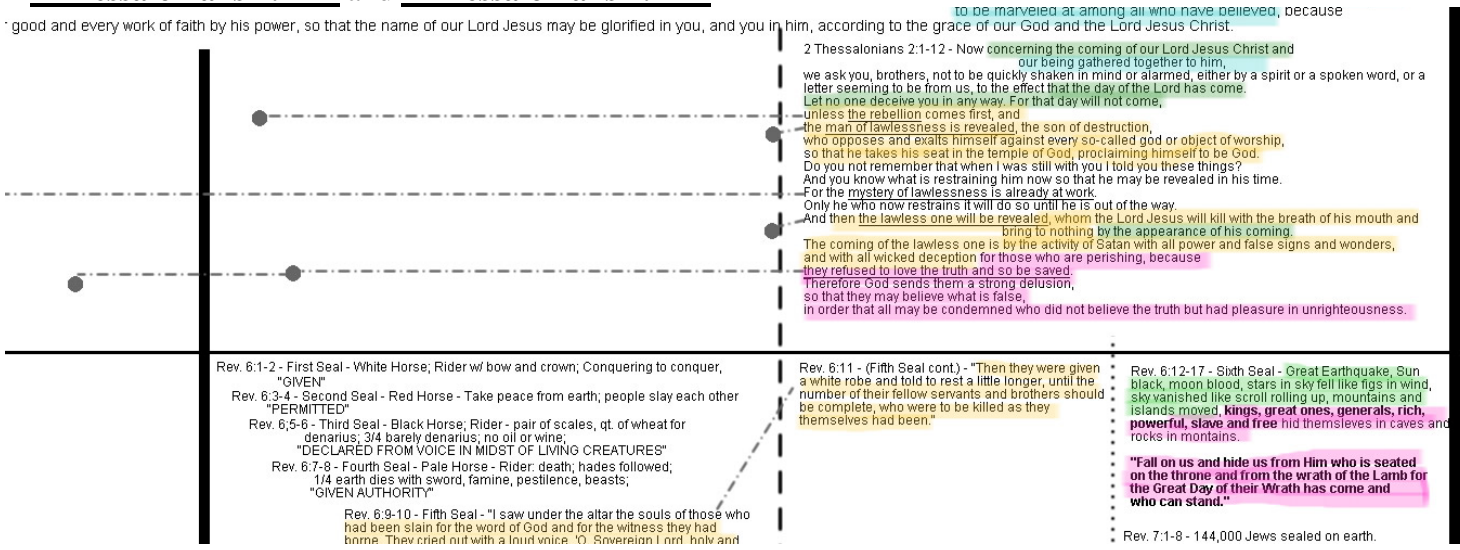 to be marveled at among all who have believed, because
good and every work of faith by his power, so that the name of our Lord Jesus may be glorified in you, and you in him, according to the grace of our God and the Lord Jesus Christ.
2 Thessalonians 2:1-12 - Now concerning the coming of our Lord Jesus Christ and
our being gathered together to him,
we ask you, brothers, not to be quickly shaken in mind or alarmed, either by a spirit or a spoken word, or a
letter seeming to be from us, to the effect that the day of the Lord has come.
Let no one deceive you in any way. For that day will not come,
unless the rebellion comes first, and
the man of lawlessness is revealed, the son of destruction,
who opposes and exalts himself against every so-called god or object of worship,
so that he takes his seat in the temple of God, proclaiming himself to be God.
Do you not remember that when I was still with you I told you these things?
And you know what is restraining him now so that he may be revealed in his time.
For the mystery of lawlessness is already at work.
Only he who now restrains it will do so until he is out of the way.
And then the lawless one will be revealed, whom the Lord Jesus will kill with the breath of his mouth and
bring to nothing by the appearance of his coming.
The coming of the lawless one is by the activity of Satan with all power and false signs and wonders,
and with all wicked deception for those who are perishing, because
they refused to love the truth and so be saved.
Therefore God sends them a strong delusion,
so that they may believe what is false,
in order that all may be condemned who did not believe the truth but had pleasure in unrighteousness.
Rev. 6:1-2 - First Seal - White Horse; Rider w/ bow and crown; Conquering to conquer,
"GIVEN"
Rev. 6:3-4 - Second Seal - Red Horse - Take peace from earth; people slay each other
"PERMITTED"
Rev. 6;5-6 - Third Seal - Black Horse; Rider - pair of scales, qt. of wheat for
denarius; 3/4 barely denarius; no oil or wine;
"DECLARED FROM VOICE IN MIDST OF LIVING CREATURES"
Rev. 6:7-8 - Fourth Seal - Pale Horse - Rider: death; hades followed;
1/4 earth dies with sword, famine, pestilence, beasts;
"GIVEN AUTHORITY"
Rev. 6:9-10 - Fifth Seal - "I saw under the altar the souls of those who
had been slain for the word of God and for the witness they had
borne. They cried out with a loud voice, 'O, Sovereign Lord, holy and
Rev. 6:11 - (Fifth Seal cont.) - "Then they were given
a white robe and told to rest a little longer, until the
number of their fellow servants and brothers should
be complete, who were to be killed as they
themselves had been."
Rev. 6:12-17 - Sixth Seal - Great Earthquake, Sun
black, moon blood, stars in sky fell like figs in wind,
sky vanished like scroll rolling up, mountains and
islands moved, kings, great ones, generals, rich,
powerful, slave and free hid themsleves in caves and
rocks in montains.
"Fall on us and hide us from Him who is seated
on the throne and from the wrath of the Lamb for
the Great Day of their Wrath has come and
who can stand."
Rev. 7:1-8 - 144,000 Jews sealed on earth.